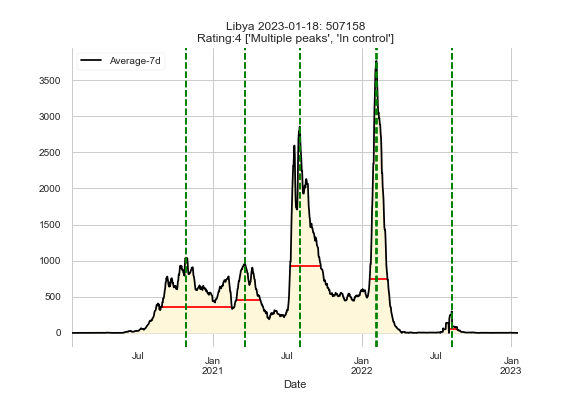 Libya 2023-01-18: 507158
Rating:4 ['Multiple peaks', 'In control']
Average-7d
3500
3000
2500
2000
1500
1000
500
0
Jul
Jan
2021
Jul
Jan
2022
Jul
Jan
2023
Date